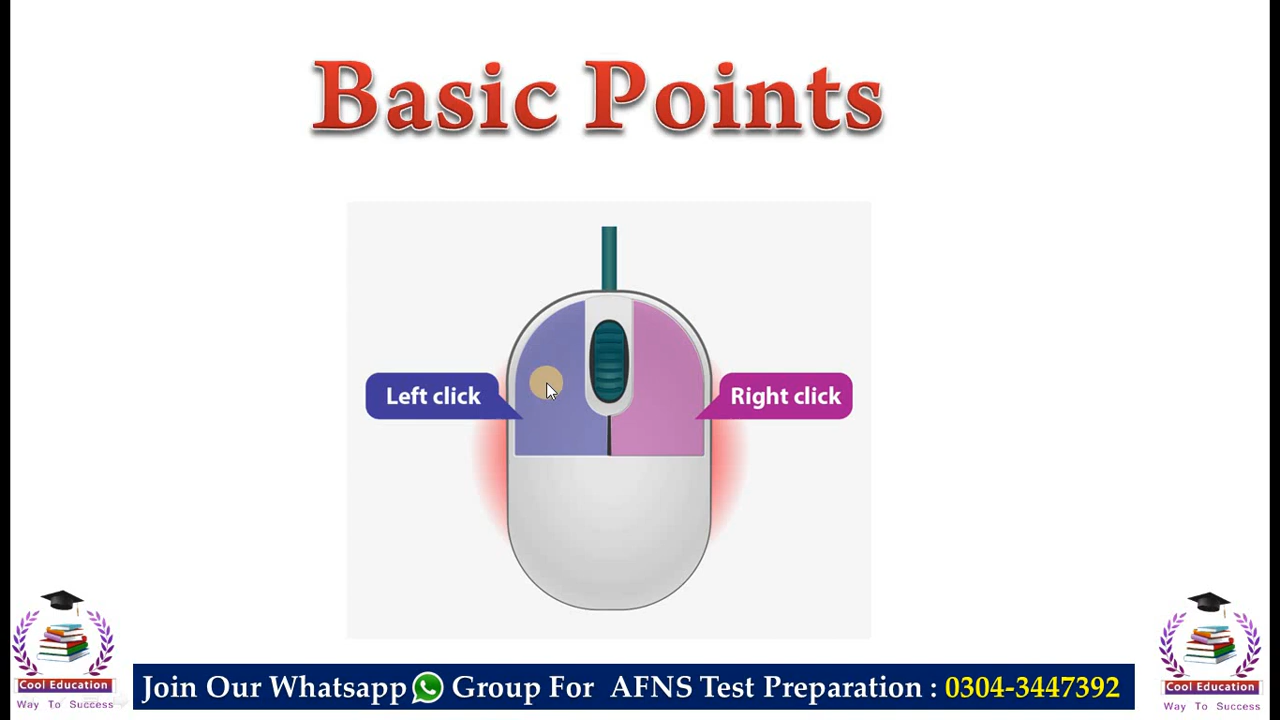 Basic Points
Left click
Right click
Cool Education
Way To Success
Join Our Whatsapp Group For AFNS Test Preparation : 0304-3447392
Cool Education
Way To Success